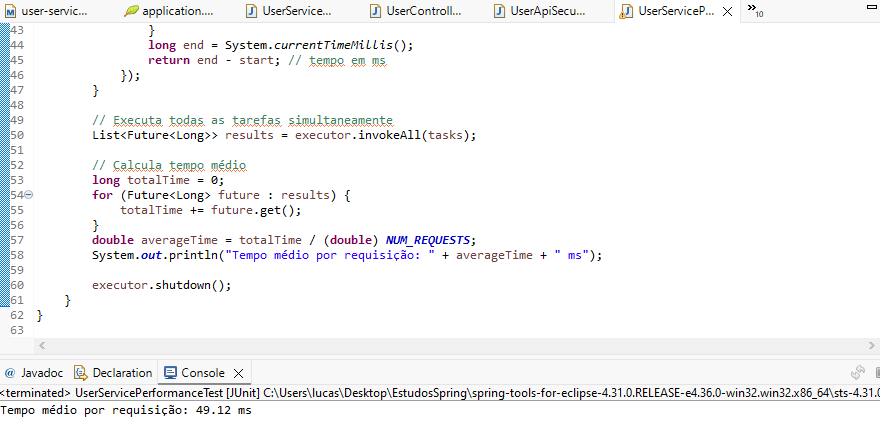 user-servic... application.... UserService... UserControll... UserApiSecu... UserServiceP... »10
43 }
44 long end = System.currentTimeMillis();
45 return end - start; // tempo em ms
46 });
47 }
48
49 // Executa todas as tarefas simultaneamente
50 List<Future<Long>> results = executor.invokeAll(tasks);
51
52 // Calcula tempo médio
53 long totalTime = 0;
54 for (Future<Long> future : results) {
55 totalTime += future.get();
56 }
57 double averageTime = totalTime / (double) NUM_REQUESTS;
58 System.out.println("Tempo médio por requisição: " + averageTime + " ms");
59
60 executor.shutdown();
61 }
62 }
63
@ Javadoc Declaration Console
<terminated> UserServicePerformanceTest [JUnit] C:\Users\lucas\Desktop\EstudosSpring\spring-tools-for-eclipse-4.31.0.RELEASE-e4.36.0-win32.win32.x86_64\sts-4.31.0
Tempo médio por requisição: 49.12 ms